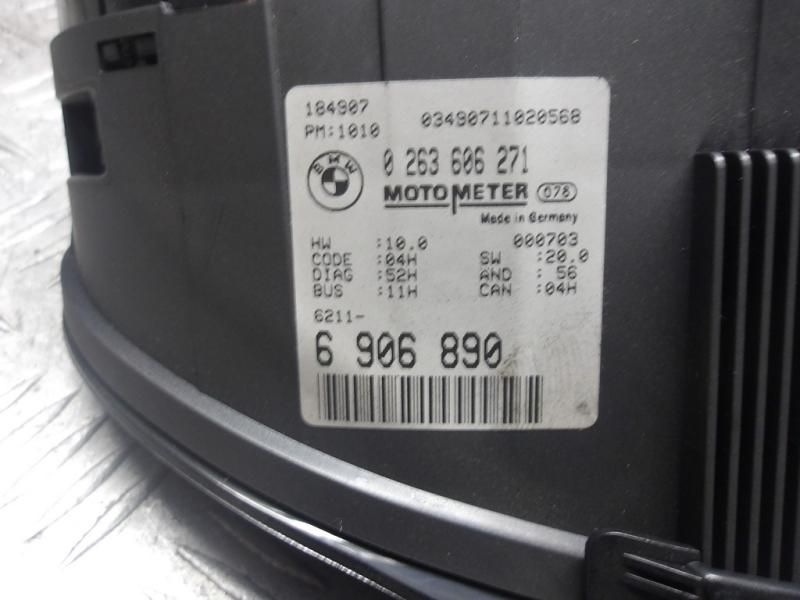 184907
PM:1010 03490711020568
BMW
0 263 606 271
MOTOMETER 078
Made in Germany
HW :10.0 000703
CODE :04H SW :20.0
DIAG :52H AND : 56
BUS :11H CAN :04H
6211-
6 906 890